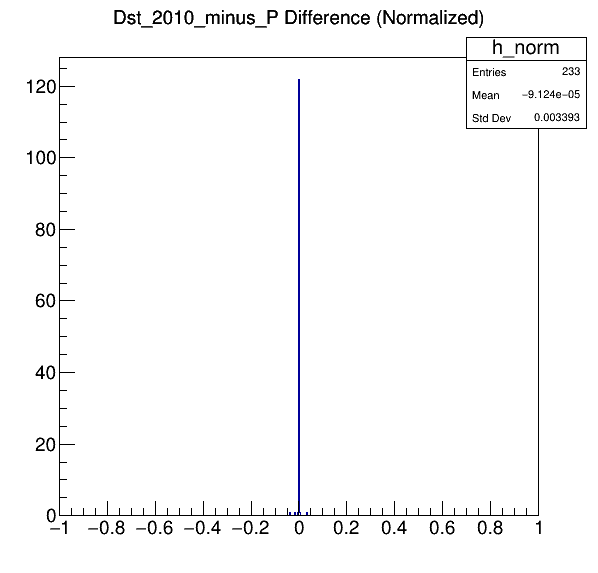 Dst_2010_minus_P Difference (Normalized)
h_norm
Entries 233
Mean −9.124e−05
Std Dev 0.003393
120
100
80
60
40
20
0
−1 −0.8 −0.6 −0.4 −0.2 0 0.2 0.4 0.6 0.8 1